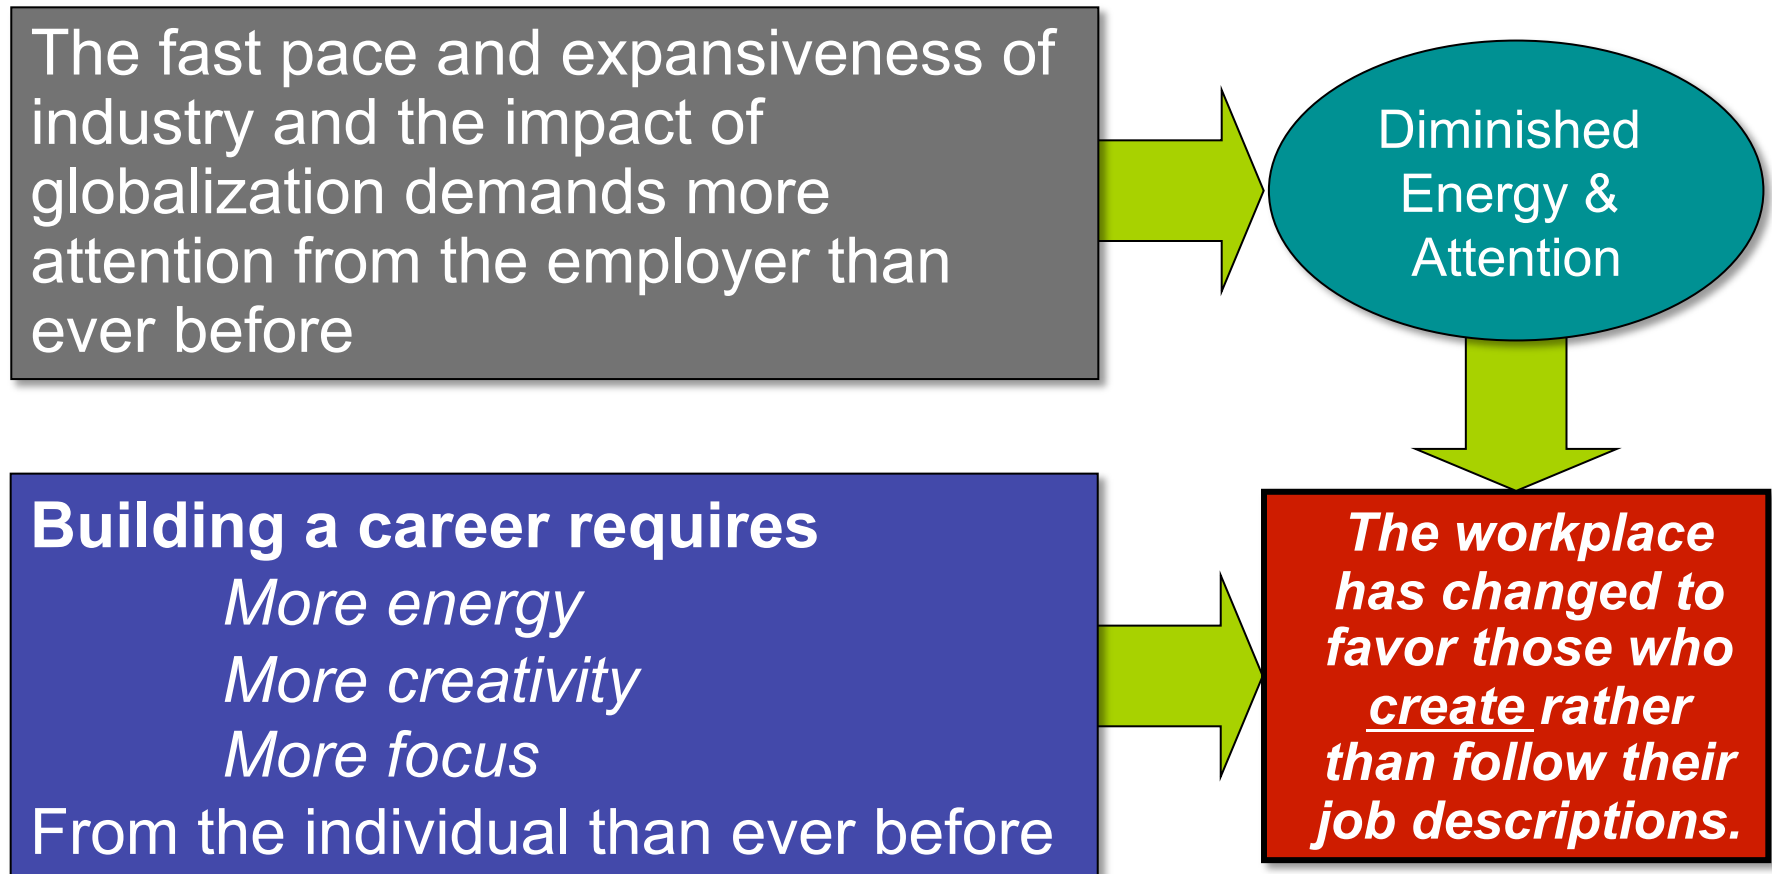 The fast pace and expansiveness of
industry and the impact of
globalization demands more
attention from the employer than
ever before
Diminished
Energy &
Attention
Building a career requires
More energy
More creativity
More focus
From the individual than ever before
The workplace
has changed to
favor those who
create rather
than follow their
job descriptions.